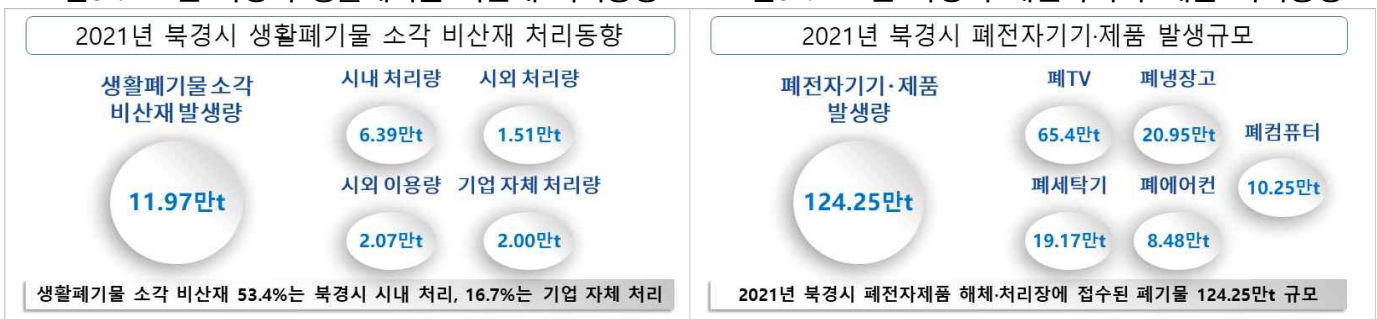 2021년 북경시 생활폐기물 소각 비산재 처리동향
생활폐기물 소각
비산재 발생량
11.97만t
시내 처리량
6.39만t
시외 처리량
1.51만t
시외 이용량
2.07만t
기업 자체 처리량
2.00만t
생활폐기물 소각 비산재 53.4%는 북경시 시내 처리, 16.7%는 기업 자체 처리
2021년 북경시 폐전자기기·제품 발생규모
폐전자기기·제품
발생량
124.25만t
폐TV
65.4만t
폐냉장고
20.95만t
폐컴퓨터
10.25만t
폐세탁기
19.17만t
폐에어컨
8.48만t
2021년 북경시 폐전자제품 해체·처리장에 접수된 폐기물 124.25만t 규모